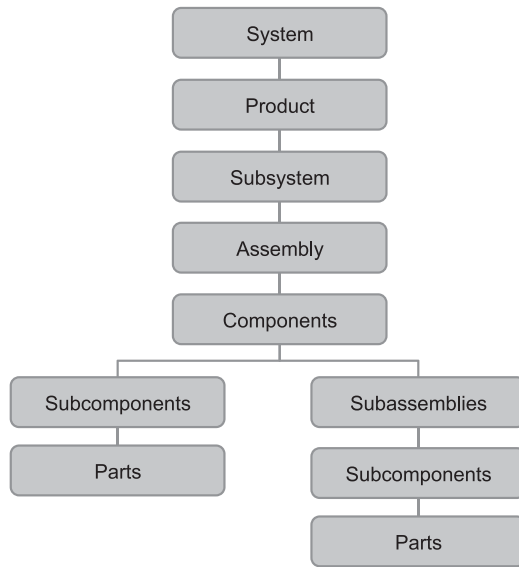 System
Product
Subsystem
Assembly
Components
Subcomponents
Parts
Subassemblies
Subcomponents
Parts